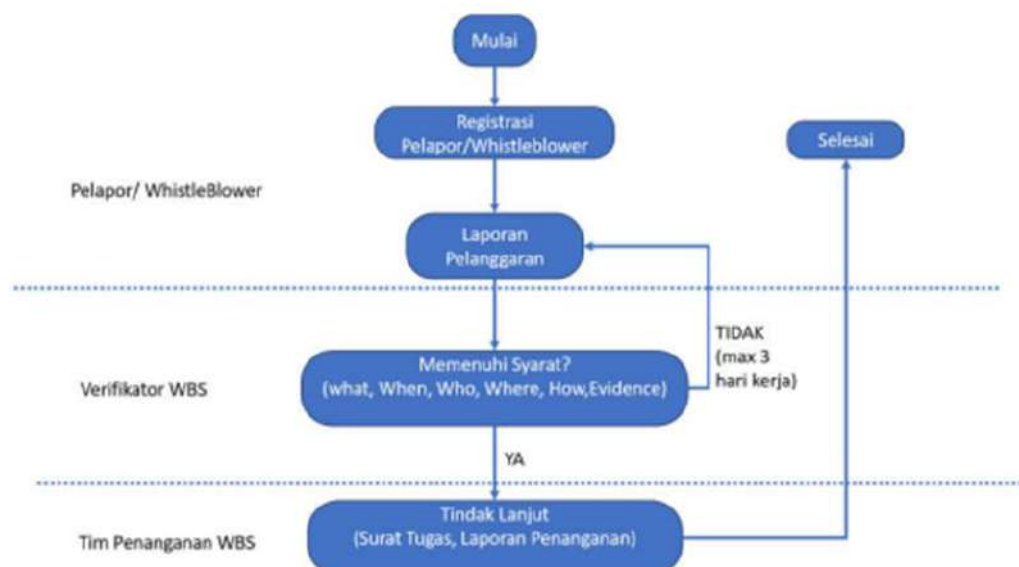 Mulai
Registrasi
Pelapor/Whistleblower
Selesai
Pelapor/ WhistleBlower
Laporan
Pelanggaran
TIDAK
(max 3
hari kerja)
Memenuhi Syarat?
(what, When, Who, Where, How,Evidence)
Verifikator WBS
YA
Tindak Lanjut
(Surat Tugas, Laporan Penanganan)
Tim Penanganan WBS